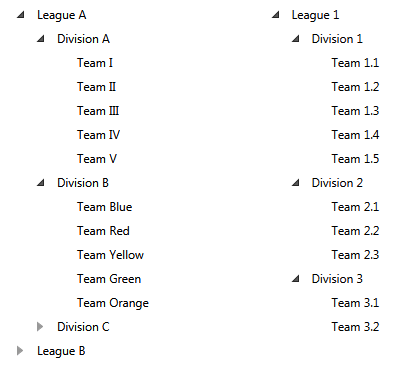 League A
Division A
Team I
Team II
Team III
Team IV
Team V
Division B
Team Blue
Team Red
Team Yellow
Team Green
Team Orange
Division C
League B
League 1
Division 1
Team 1.1
Team 1.2
Team 1.3
Team 1.4
Team 1.5
Division 2
Team 2.1
Team 2.2
Team 2.3
Division 3
Team 3.1
Team 3.2